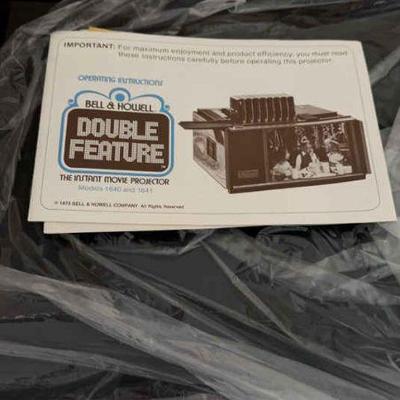 IMPORTANT: For maximum enjoyment and product efficiency, you must read
these instructions carefully before operating this projector.
OPERATING INSTRUCTIONS
BELL & HOWELL
DOUBLE
FEATURE™
THE INSTANT MOVIE PROJECTOR
Models 1640 and 1641
© 1973 BELL & HOWELL COMPANY All Rights Reserved